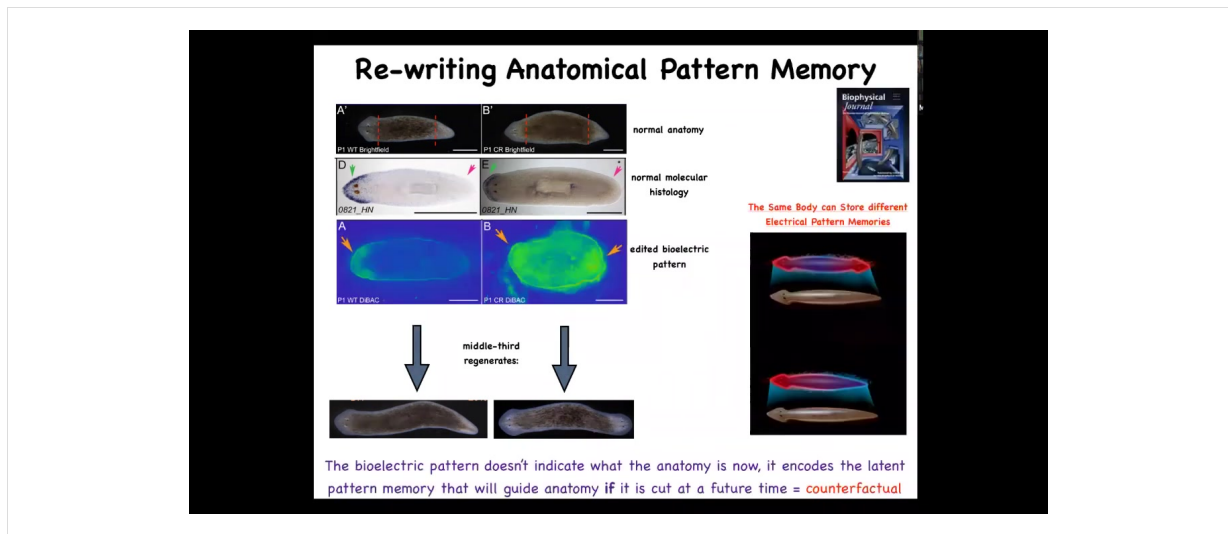 Re-writing Anatomical Pattern Memory
A'
P1 WT Brightfield
B'
P1 CR Brightfield
normal anatomy
D
0821_HN
E
0821_HN
normal molecular
histology
A
P1 WT DiBAC
B
P1 CR DiBAC
edited bioelectric
pattern
middle-third
regenerates:
Biophysical
Journal
The Same Body can Store different
Electrical Pattern Memories
The bioelectric pattern doesn't indicate what the anatomy is now, it encodes the latent
pattern memory that will guide anatomy if it is cut at a future time = counterfactual